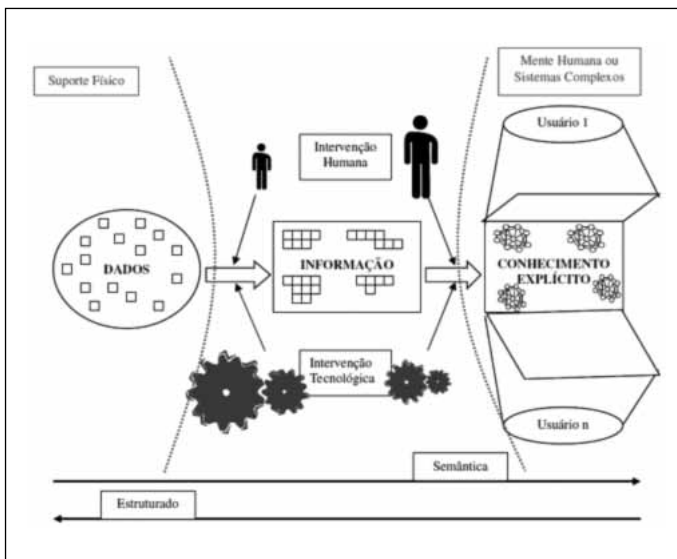 Suporte Físico
Mente Humana ou
Sistemas Complexos
Usuário 1
Intervenção
Humana
DADOS
INFORMAÇÃO
CONHECIMENTO
EXPLÍCITO
Intervenção
Tecnológica
Usuário n
Semântica
Estruturado